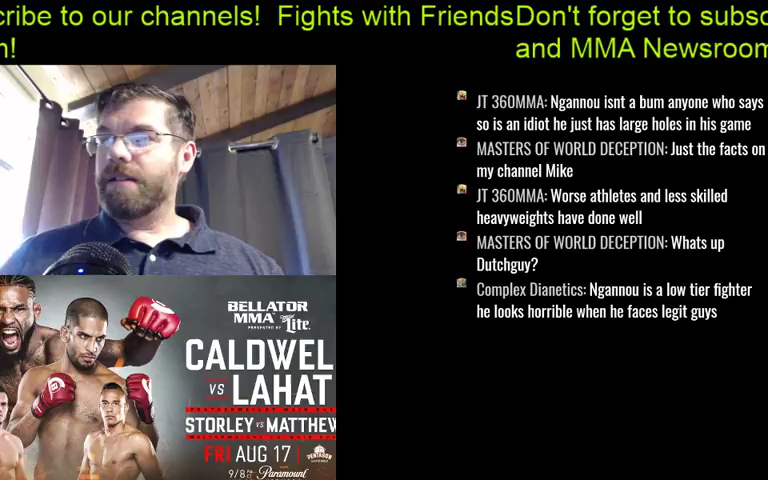 cribe to our channels!  Fights with FriendsDon't forget to subsc
n!
and MMA Newsroom
JT 360MMA: Ngannou isnt a bum anyone who says
so is an idiot he just has large holes in his game
MASTERS OF WORLD DECEPTION: Just the facts on
my channel Mike
JT 360MMA: Worse athletes and less skilled
heavyweights have done well
MASTERS OF WORLD DECEPTION: Whats up
Dutchguy?
Complex Dianetics: Ngannou is a low tier fighter
he looks horrible when he faces legit guys
BELLATOR
MMA PRESENTED BY Miller Lite
CALDWEL
VS LAHAT
STORLEY VS MATTHEW
FRI AUG 17
9/8 Paramount